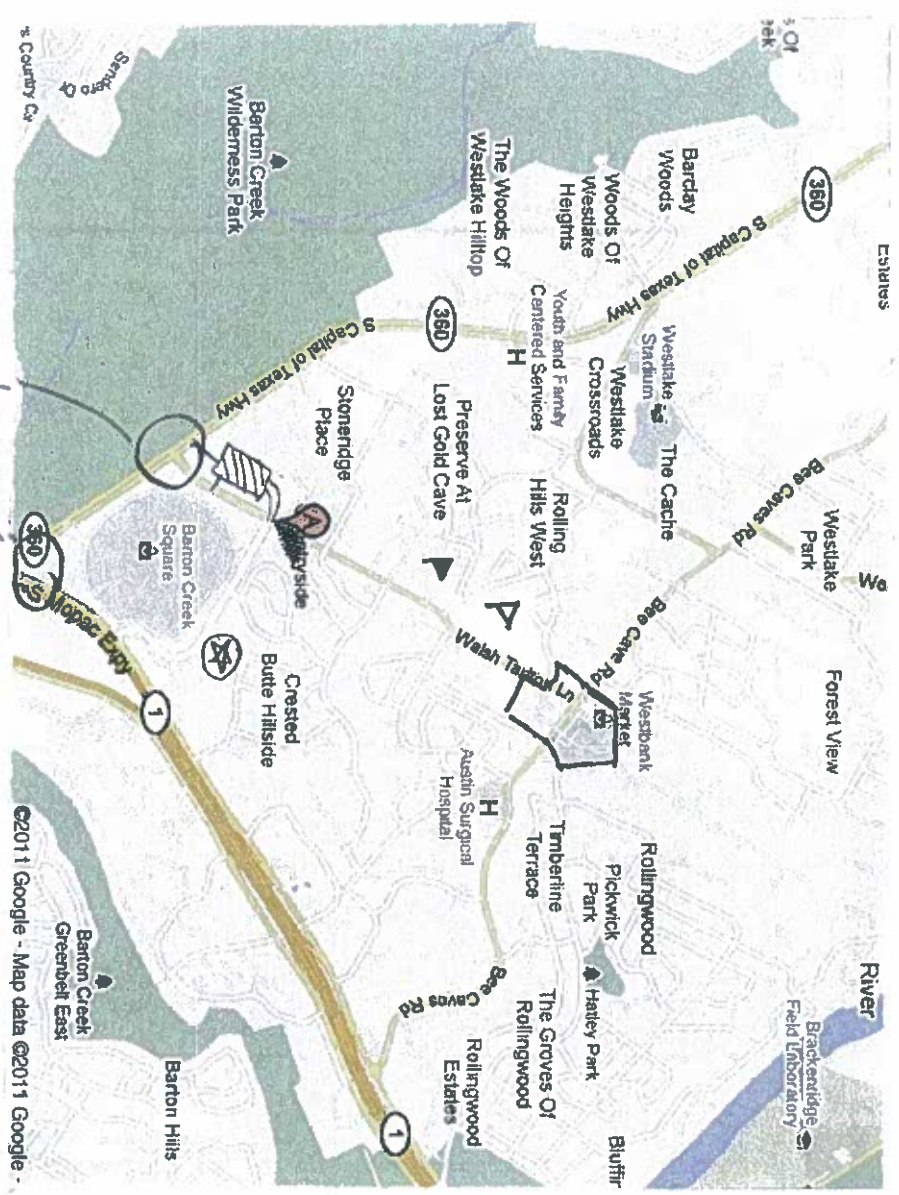 Estates
River
We
s Of
eek
360
Westlake
Park
Forest View
Brackenridge
Field Laboratory
Bee Caves Rd
Barclay
Woods
S Capital of Texas Hwy
Westlake
Stadium
The Cache
Bee Cave Rd
Westbank
Market
Rollingwood
Pickwick
Park
Hatley Park
Bluffin
Woods Of
Westlake
Heights
Westlake
Crossroads
Youth and Family
Centered Services
H
Rolling
Hills West
Timberline
Terrace
The Groves Of
Rollingwood
The Woods Of
Westlake Hilltop
Walsh Tarlton Ln
H
Austin Surgical
Hospital
Bee Caves Rd
Rollingwood
Estates
360
Preserve At
Lost Gold Cave
1
Stoneridge
Place
S Capital of Texas Hwy
Crested
Butte Hillside
Barton Creek
Wilderness Park
Barton Creek
Square
1
Barton Hills
S Mopac Expy
Barton Creek
Greenbelt East
360
s Country Cv
©2011 Google - Map data ©2011 Google -